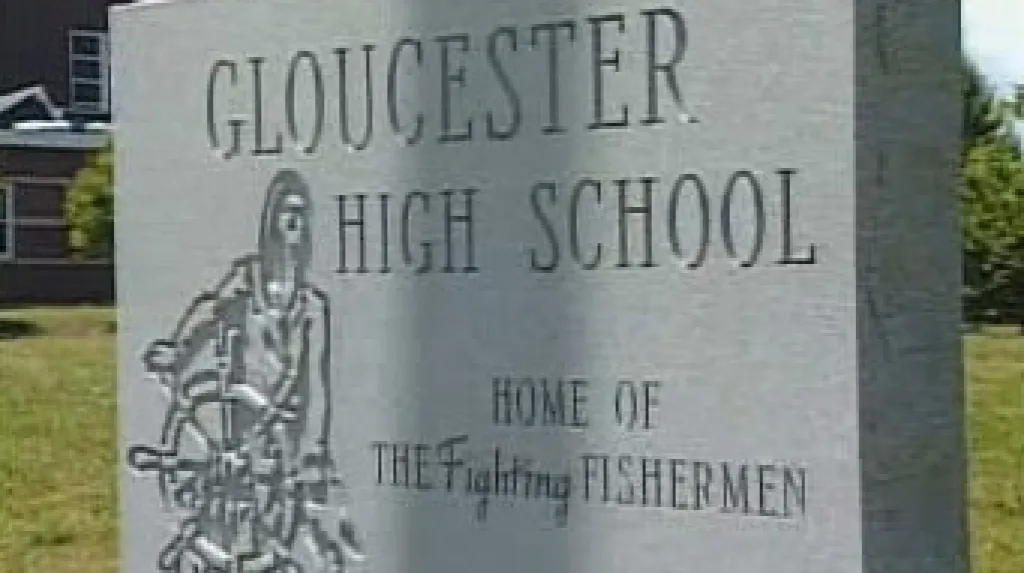 GLOUCESTER
HIGH SCHOOL
HOME OF
THE Fighting FISHERMEN